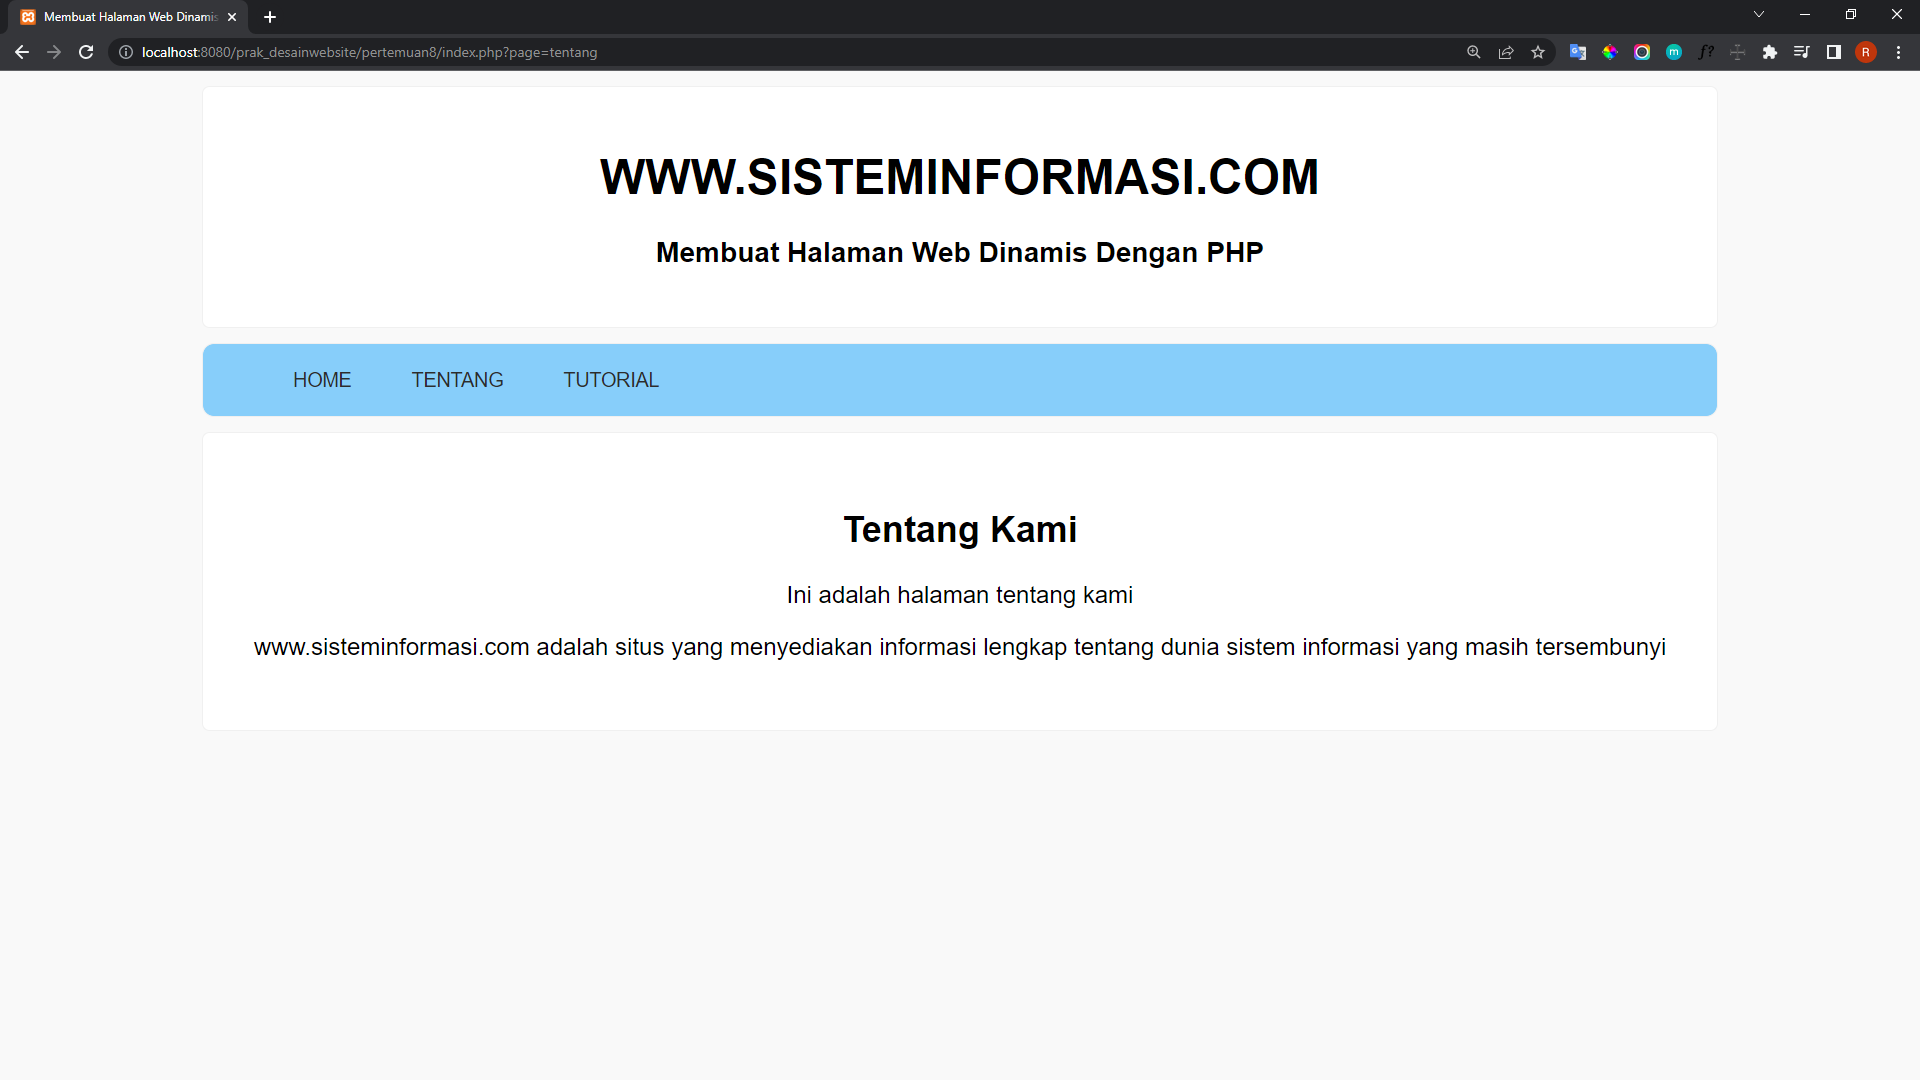 Membuat Halaman Web Dinamis
localhost:8080/prak_desainwebsite/pertemuan8/index.php?page=tentang
R
WWW.SISTEMINFORMASI.COM
Membuat Halaman Web Dinamis Dengan PHP
HOME TENTANG TUTORIAL
Tentang Kami
Ini adalah halaman tentang kami
www.sisteminformasi.com adalah situs yang menyediakan informasi lengkap tentang dunia sistem informasi yang masih tersembunyi